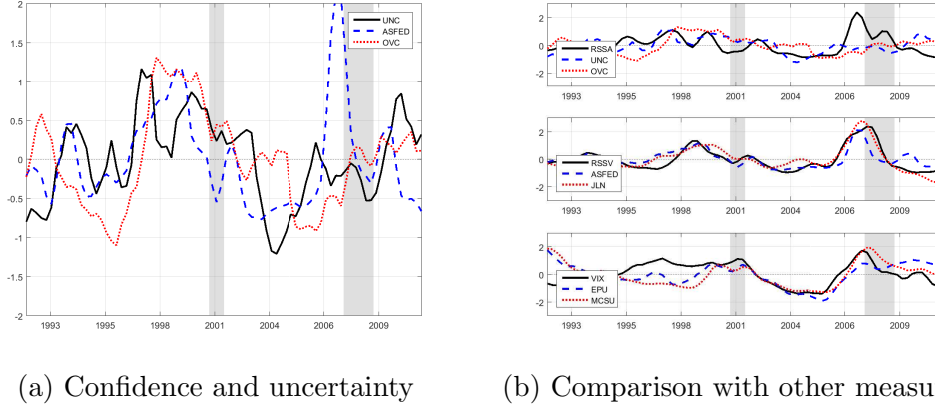 2
1.5
1
0.5
0
-0.5
-1
-1.5
-2
UNC
ASFED
OVC
1993 1995 1998 2001 2004 2006 2009
(a) Confidence and uncertainty
2
0
-2
RSSA
UNC
OVC
1993 1995 1998 2001 2004 2006 2009
2
0
-2
RSSV
ASFED
JLN
1993 1995 1998 2001 2004 2006 2009
2
0
-2
VIX
EPU
MCSU
1993 1995 1998 2001 2004 2006 2009
(b) Comparison with other measu